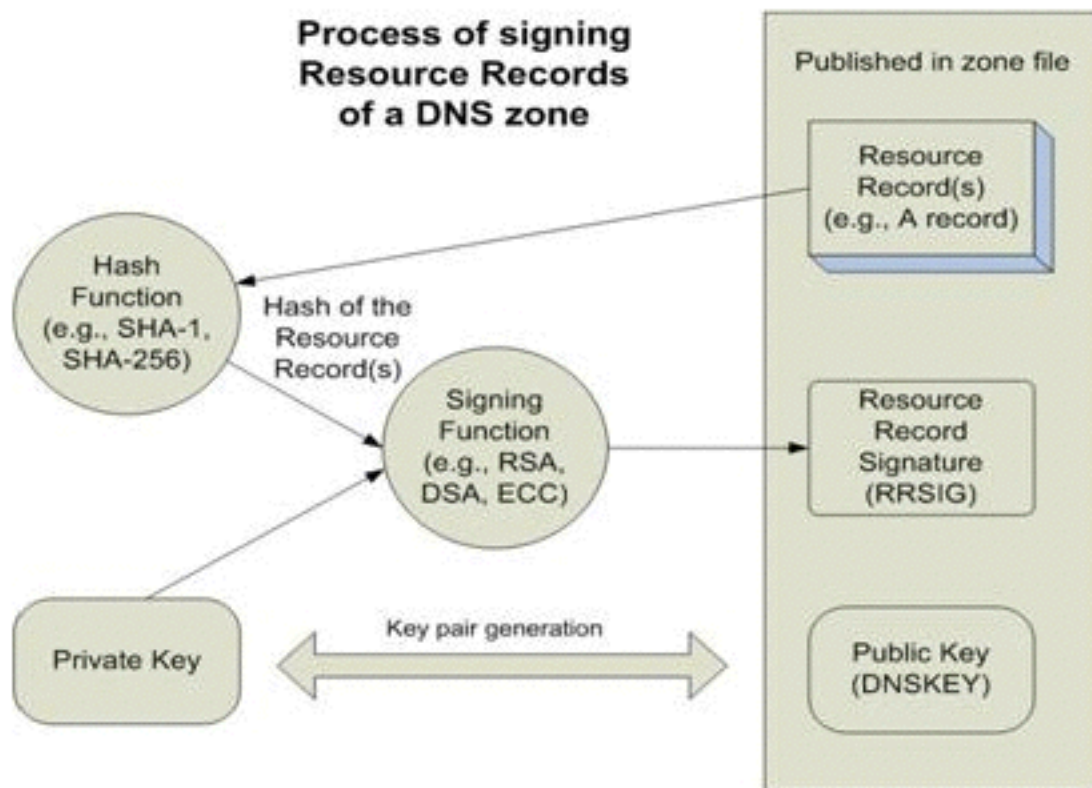 Process of signing
Resource Records
of a DNS zone
Published in zone file
Resource
Record(s)
(e.g., A record)
Hash
Function
(e.g., SHA-1,
SHA-256)
Hash of the
Resource
Record(s)
Signing
Function
(e.g., RSA,
DSA, ECC)
Resource
Record
Signature
(RRSIG)
Private Key
Key pair generation
Public Key
(DNSKEY)